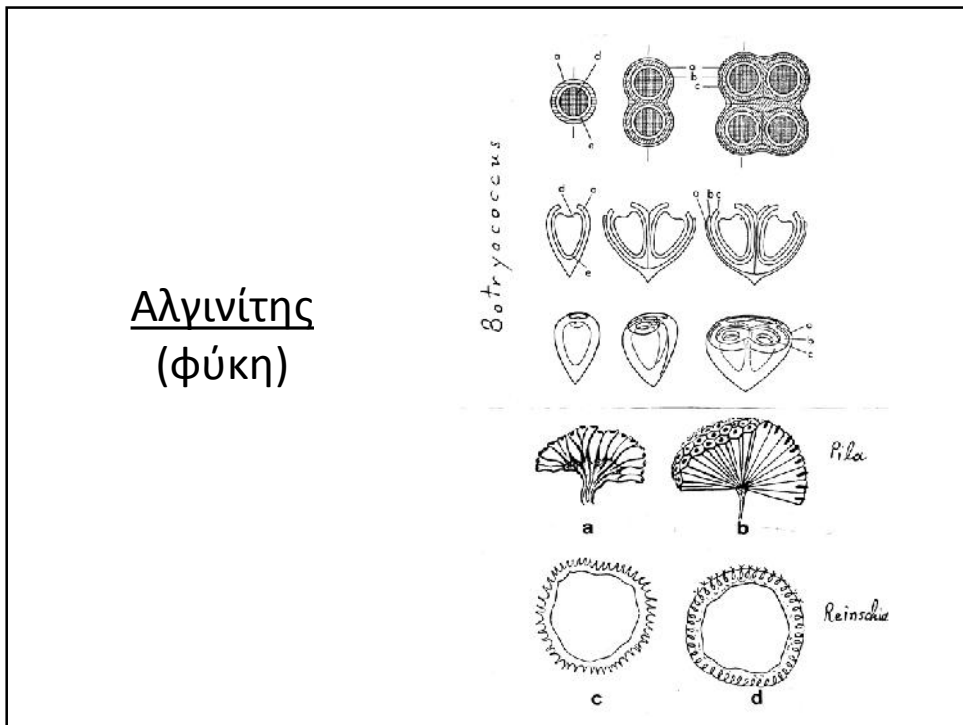 Αλγινίτης
(φύκη)
Botryococcus
a d
e
a
b
c
d a
e
a b c
a
b
c
Pila
a b
Reinschia
c d